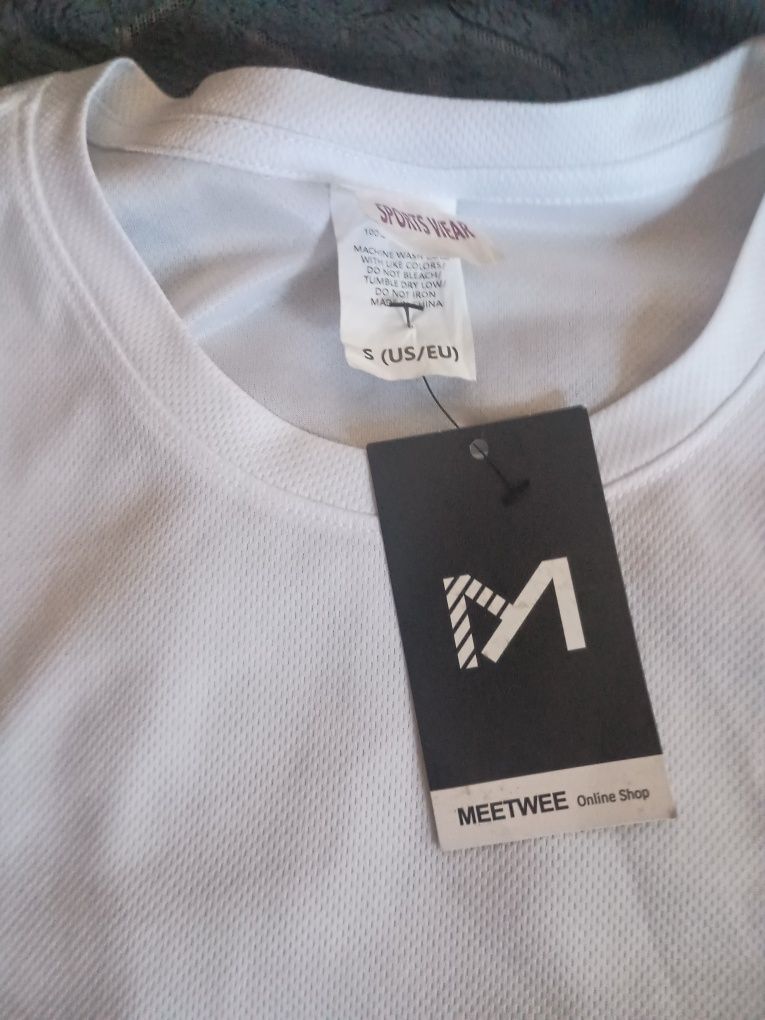 SPORTS WEAR
MACHINE WASH
WITH LIKE COLORS/
DO NOT BLEACH/
TUMBLE DRY LOW/
DO NOT IRON
S (US/EU)
M
MEETWEE Online Shop